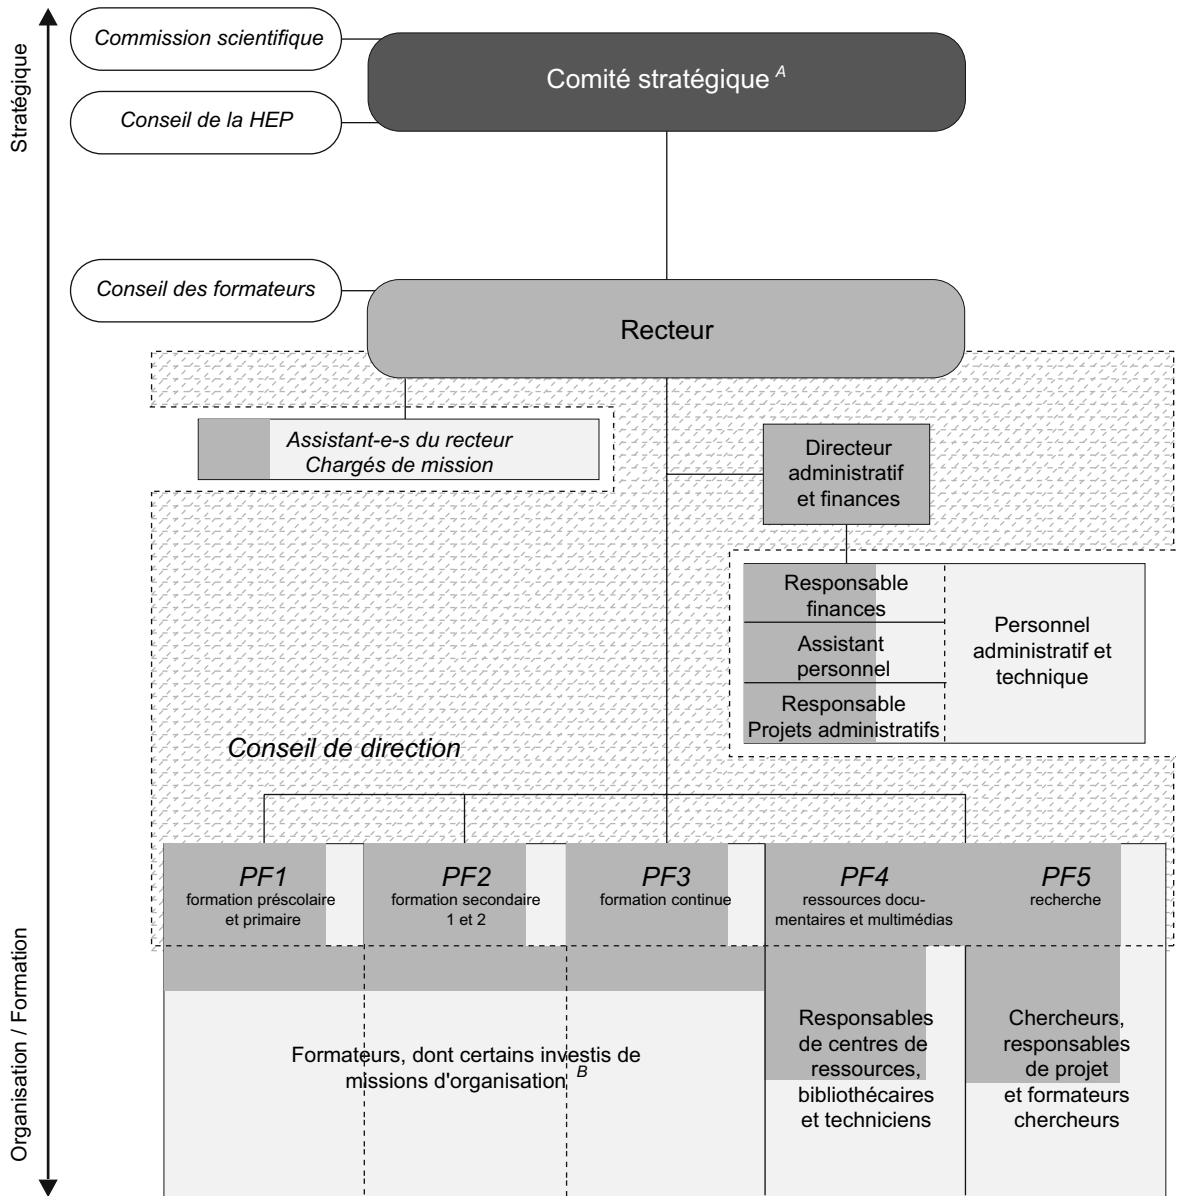 Stratégique
Commission scientifique
Comité stratégique A
Conseil de la HEP
Conseil des formateurs
Recteur
Assistant-e-s du recteur
Chargés de mission
Directeur
administratif
et finances
Responsable
finances
Assistant
personnel
Responsable
Projets administratifs
Personnel
administratif et
technique
Conseil de direction
PF1
formation préscolaire
et primaire
PF2
formation secondaire
1 et 2
PF3
formation continue
PF4
ressources docu-
mentaires et multimédias
PF5
recherche
Organisation / Formation
Formateurs, dont certains investis de
missions d'organisation B
Responsables
de centres de
ressources,
bibliothécaires
et techniciens
Chercheurs,
responsables
de projet
et formateurs
chercheurs